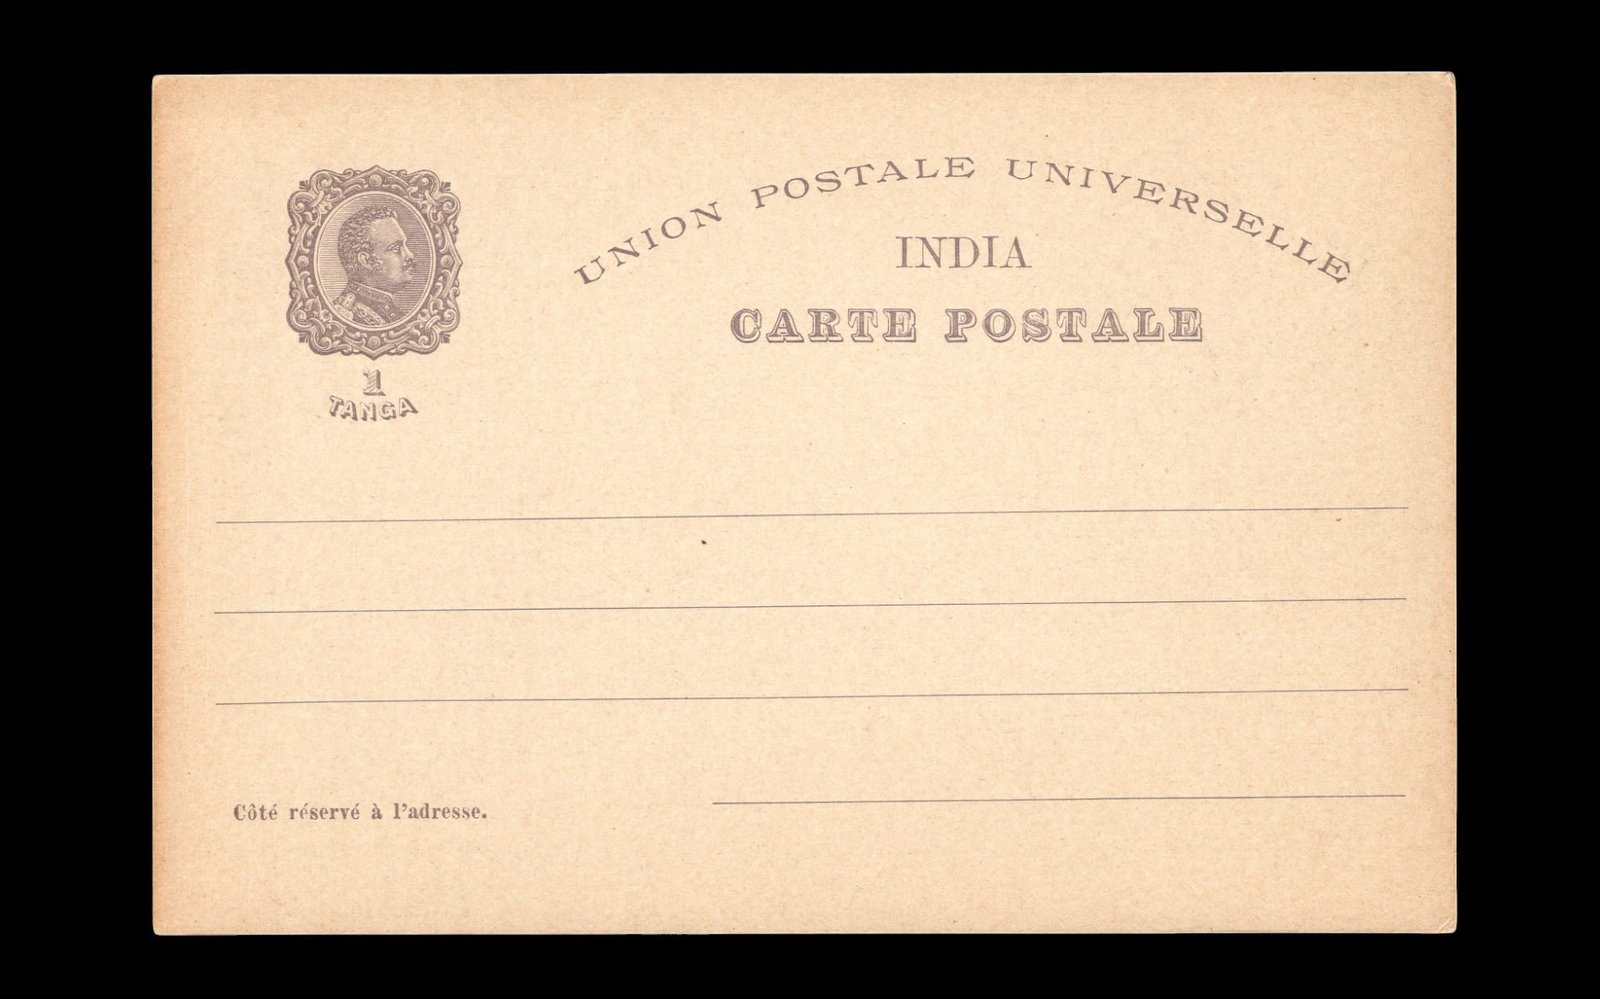 UNION POSTALE UNIVERSELLE
INDIA
CARTE POSTALE
1
TANGA
Côté réservé à l'adresse.